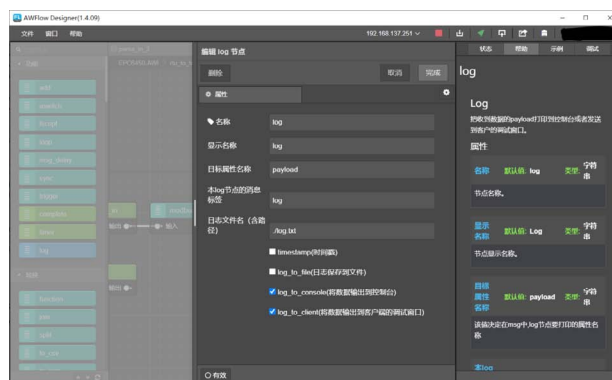 AWFlow Designer(1.4.09)
文件 窗口 帮助
192.168.137.251
状态 帮助 示例 调试
编辑 log 节点
删除 取消 完成
属性
名称 log
显示名称 log
目标属性名称 payload
本log节点的消息标签 log
日志文件名（含路径） ./log.txt
timestamp(时间戳)
log_to_file(日志保存到文件)
log_to_console(将数据输出到控制台)
log_to_client(将数据输出到客户端的调试窗口)
有效
log
Log
把收到数据的payload打印到控制台或者发送
到客户的调试窗口。
属性
名称 默认值: log 类型: 字符串
节点名称。
显示名称 默认值: Log 类型: 字符串
节点显示名称。
目标属性名称 默认值: payload 类型: 字符串
该值决定在msg中,log节点要打印的属性名
称
本log